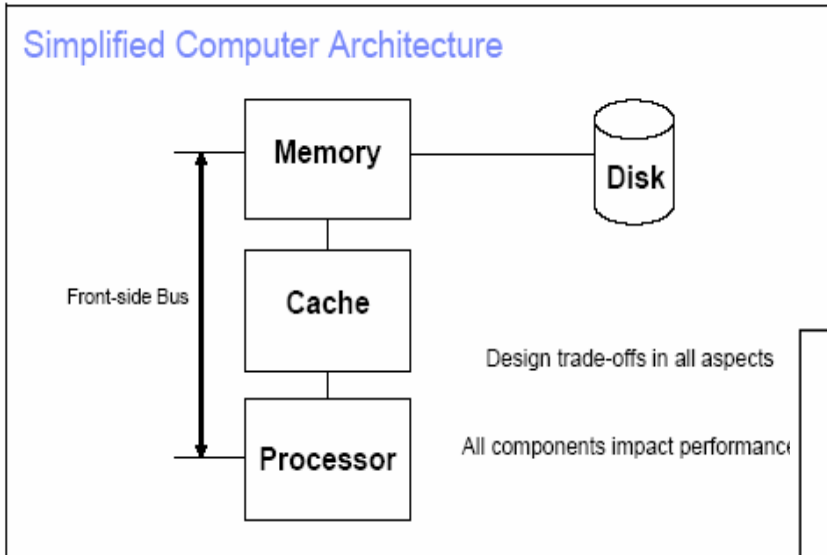 Simplified Computer Architecture
Memory
Disk
Front-side Bus
Cache
Design trade-offs in all aspects
All components impact performance
Processor